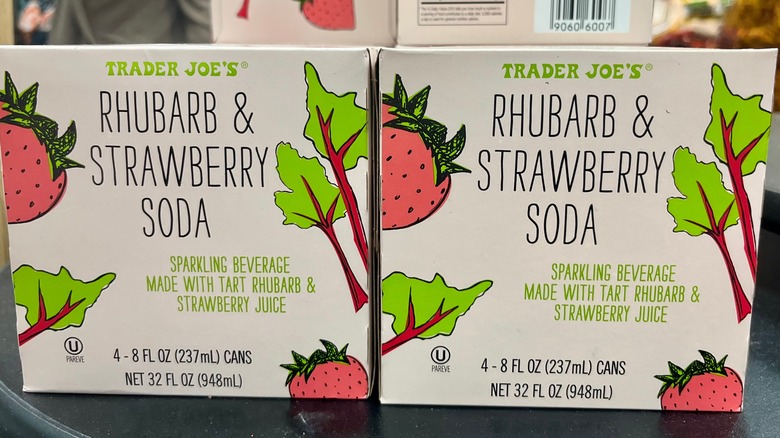 9060 6007
TRADER JOE'S®
RHUBARB &
STRAWBERRY
SODA
SPARKLING BEVERAGE
MADE WITH TART RHUBARB &
STRAWBERRY JUICE
U
PAREVE
4 - 8 FL OZ (237mL) CANS
NET 32 FL OZ (948mL)
TRADER JOE'S®
RHUBARB &
STRAWBERRY
SODA
SPARKLING BEVERAGE
MADE WITH TART RHUBARB &
STRAWBERRY JUICE
U
PAREVE
4 - 8 FL OZ (237mL) CANS
NET 32 FL OZ (948mL)